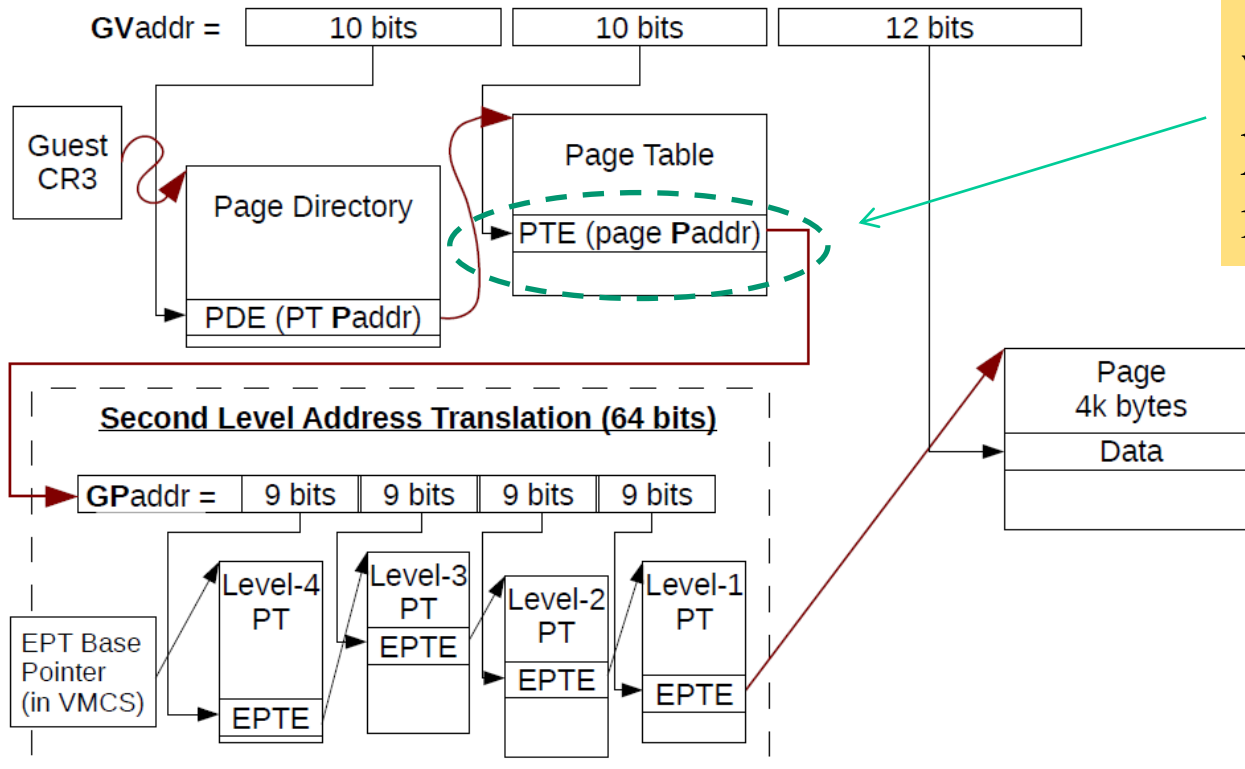 GVaddr =
10 bits
10 bits
12 bits
Guest
CR3
Page Directory
PDE (PT Paddr)
Page Table
PTE (page Paddr)
Page
4k bytes
Data
Second Level Address Translation (64 bits)
GPaddr =
9 bits
9 bits
9 bits
9 bits
EPT Base
Pointer
(in VMCS)
Level-4
PT
EPTE
Level-3
PT
EPTE
Level-2
PT
EPTE
Level-1
PT
EPTE